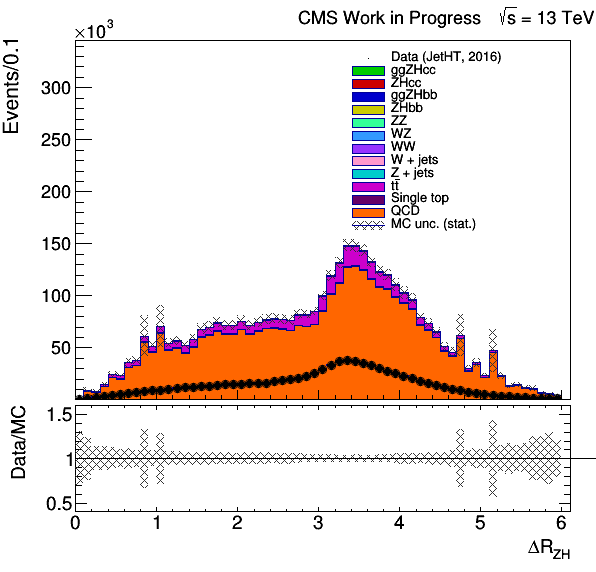 CMS Work in Progress √s = 13 TeV
×10³
Events/0.1
300
250
200
150
100
50
Data (JetHT, 2016)
ggZHcc
ZHcc
ggZHbb
ZHbb
ZZ
WZ
WW
W + jets
Z + jets
tt̄
Single top
QCD
MC unc. (stat.)
Data/MC
1.5
1
0.5
0 1 2 3 4 5 6
ΔR_ZH